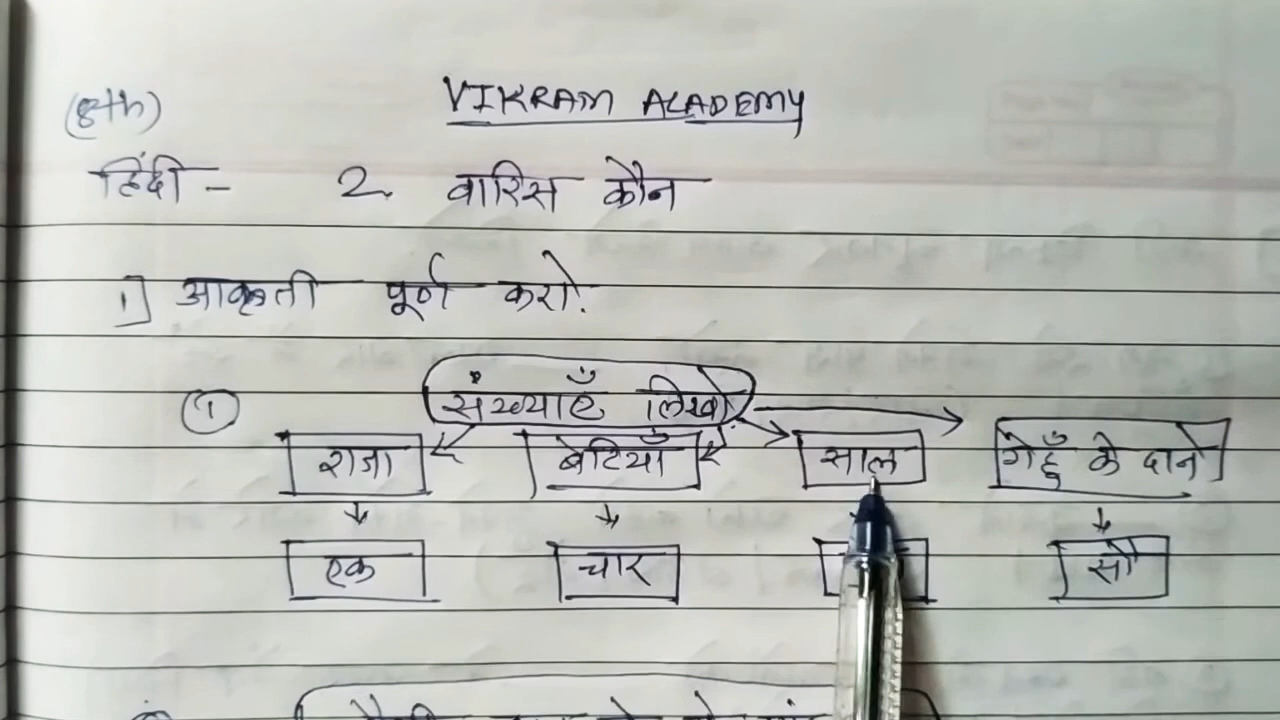 (8th)
VIKRAM ACADEMY
हिंदी - 2. वारिस कौन
1] आकृती पूर्ण करो.
① संख्याएँ लिखो.
राजा बेटियाँ साल गेहूँ के दाने
एक चार सौ